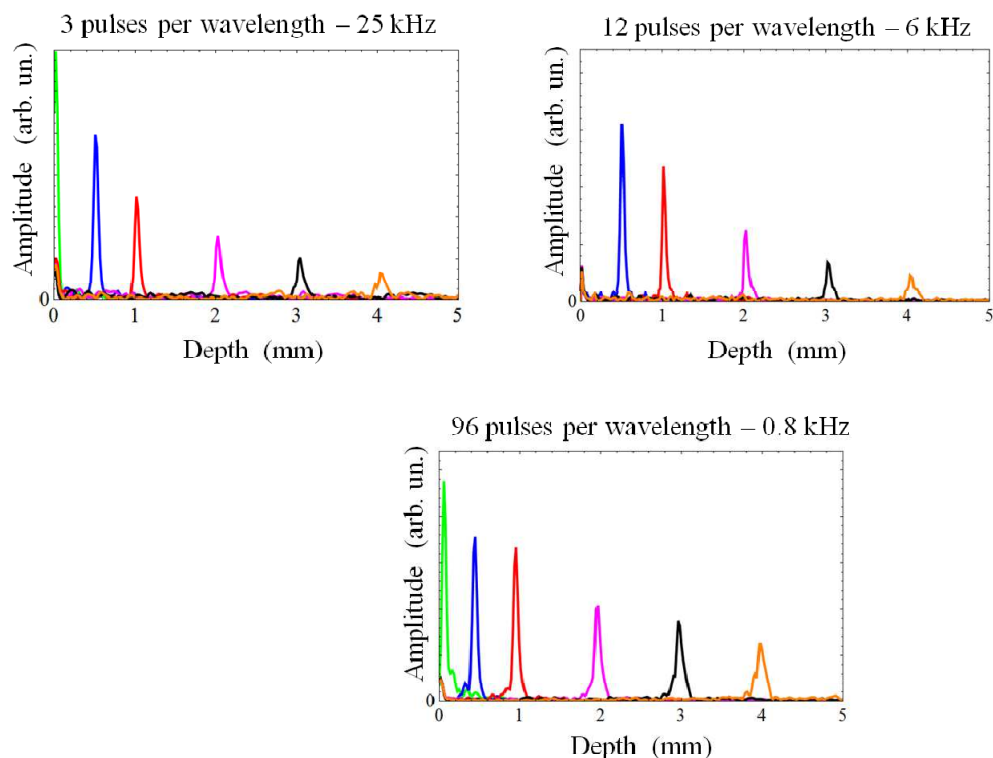 3 pulses per wavelength – 25 kHz
Amplitude (arb. un.)
0
0 1 2 3 4 5
Depth (mm)
12 pulses per wavelength – 6 kHz
Amplitude (arb. un.)
0
0 1 2 3 4 5
Depth (mm)
96 pulses per wavelength – 0.8 kHz
Amplitude (arb. un.)
0
0 1 2 3 4 5
Depth (mm)